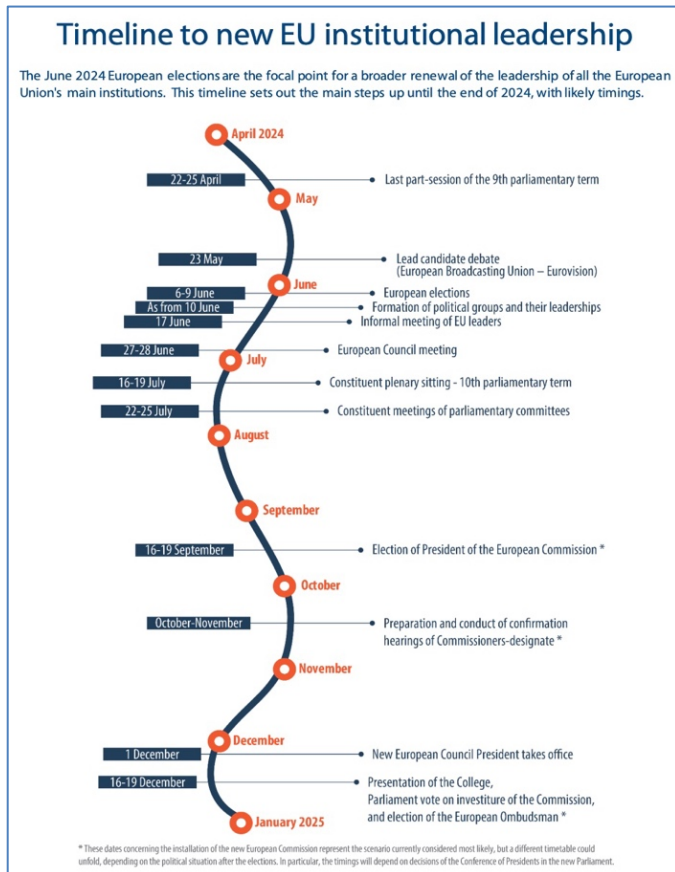 Timeline to new EU institutional leadership
The June 2024 European elections are the focal point for a broader renewal of the leadership of all the European
Union's main institutions. This timeline sets out the main steps up until the end of 2024, with likely timings.
April 2024
22-25 April
Last part-session of the 9th parliamentary term
May
23 May
Lead candidate debate
(European Broadcasting Union – Eurovision)
June
6-9 June
European elections
As from 10 June
Formation of political groups and their leaderships
17 June
Informal meeting of EU leaders
27-28 June
European Council meeting
July
16-19 July
Constituent plenary sitting - 10th parliamentary term
22-25 July
Constituent meetings of parliamentary committees
August
September
16-19 September
Election of President of the European Commission *
October
October-November
Preparation and conduct of confirmation
hearings of Commissioners-designate *
November
December
1 December
New European Council President takes office
16-19 December
Presentation of the College,
Parliament vote on investiture of the Commission,
and election of the European Ombudsman *
January 2025
* These dates concerning the installation of the new European Commission represent the scenario currently considered most likely, but a different timetable could
unfold, depending on the political situation after the elections. In particular, the timings will depend on decisions of the Conference of Presidents in the new Parliament.